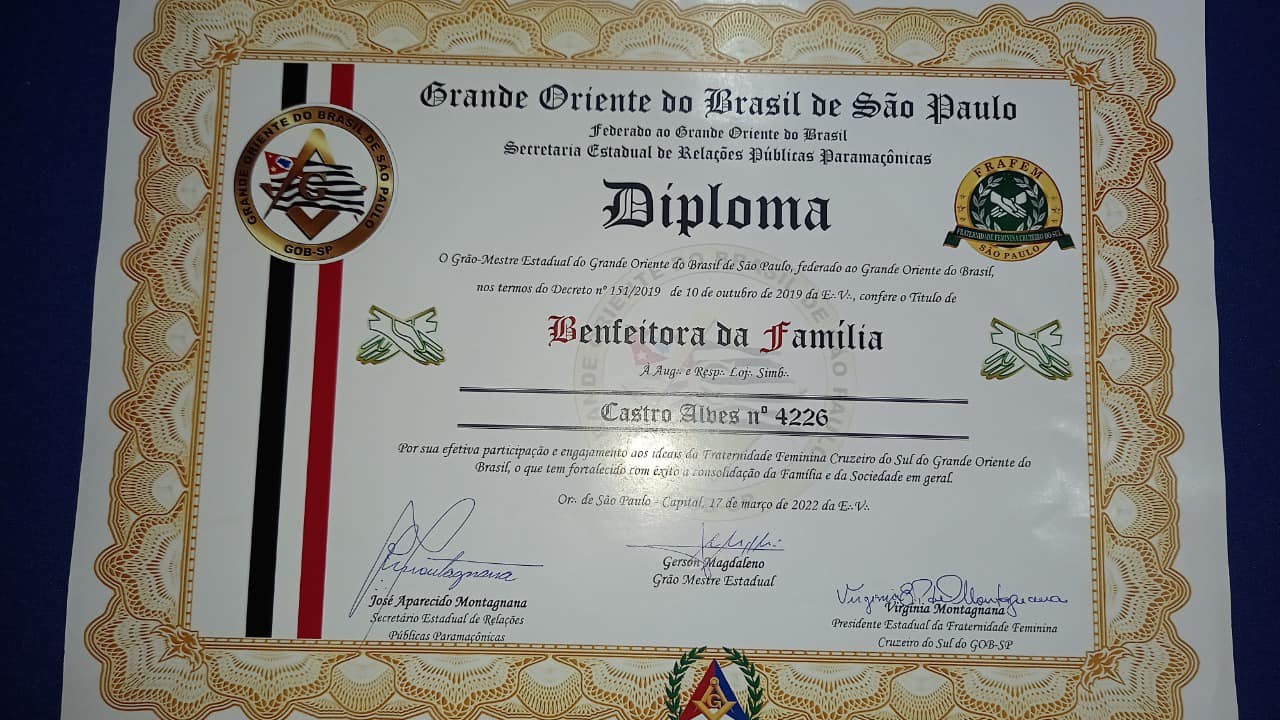 Grande Oriente do Brasil de São Paulo
Federado ao Grande Oriente do Brasil
Secretaria Estadual de Relações Públicas Paramaçônicas
GRANDE ORIENTE DO BRASIL DE SÃO PAULO
G
GOB-SP
FRAFEM
FRATERNIDADE FEMININA CRUZEIRO DO SUL
SÃO PAULO
Diploma
O Grão-Mestre Estadual do Grande Oriente do Brasil de São Paulo, federado ao Grande Oriente do Brasil,
nos termos do Decreto nº 151/2019 de 10 de outubro de 2019 da E∴V∴, confere o Título de
Benfeitora da Família
À Aug∴ e Resp∴ Loj∴ Simb∴
Castro Alves nº 4226
Por sua efetiva participação e engajamento aos ideais da Fraternidade Feminina Cruzeiro do Sul do Grande Oriente do
Brasil, o que tem fortalecido com êxito a consolidação da Família e da Sociedade em geral.
Or∴ de São Paulo - Capital, 17 de março de 2022 da E∴V∴
José Aparecido Montagnana
Secretário Estadual de Relações
Públicas Paramaçônicas
Gerson Magdaleno
Grão Mestre Estadual
Virgínia Montagnana
Presidente Estadual da Fraternidade Feminina
Cruzeiro do Sul do GOB-SP
G